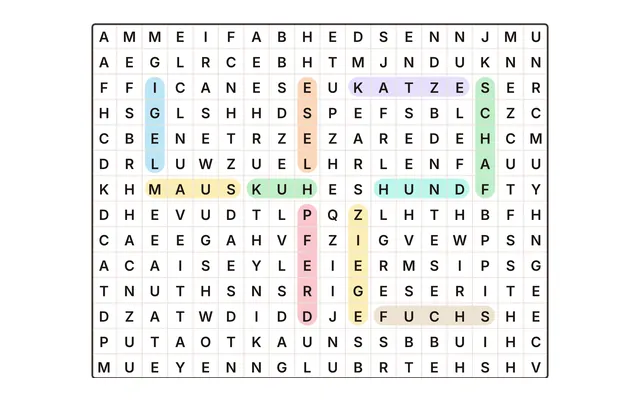 A M M E I F A B H E D S E N N J M U
A E G L R C E B H T M J N D U K N N
F F I C A N E S E U K A T Z E S E R
H S G L S H H D S P E F S B L C Z C
C B E N E T R Z E Z A R E D E H C M
D R L U W Z U E L H R L E N F A U U
K H M A U S K U H E S H U N D F T Y
D H E V U D T L P Q Z L H T H B F H
C A E E G A H V F Z I G V E W P S N
A C A I S E Y L E I E R M S I P S G
T N U T H S N S R I G E S E R I T E
D Z A T W D I D D J E F U C H S H E
P U T A O T K A U N S S B B U I H C
M U E Y E N N G L U B R T E H S H V